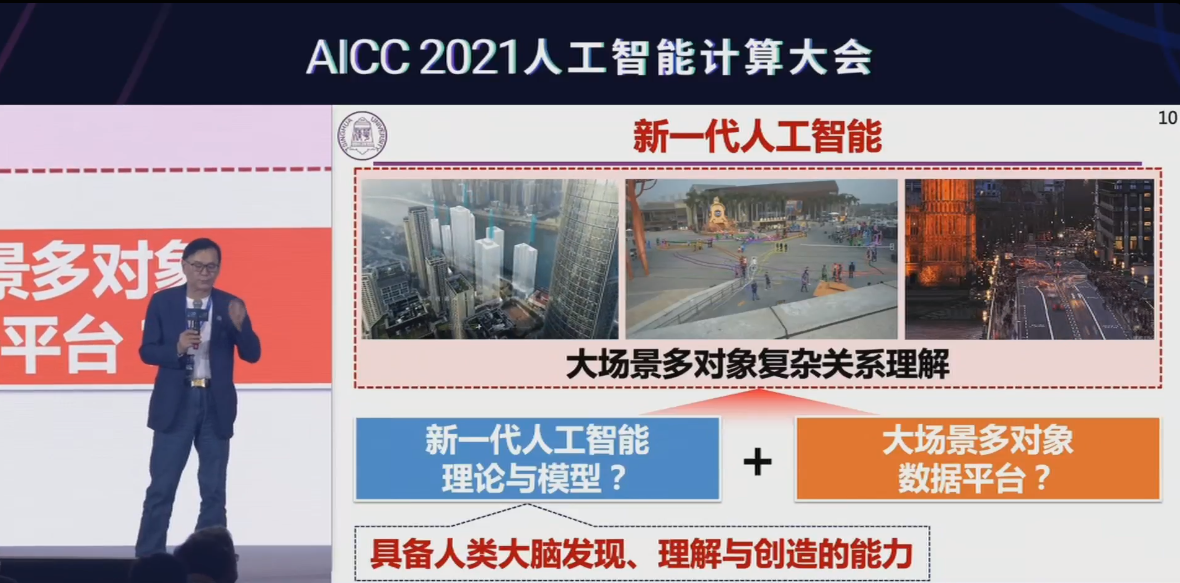 AICC 2021人工智能计算大会
景多对象
平台
TSINGHUA UNIVERSITY
新一代人工智能
10
大场景多对象复杂关系理解
新一代人工智能
理论与模型？
+
大场景多对象
数据平台？
具备人类大脑发现、理解与创造的能力